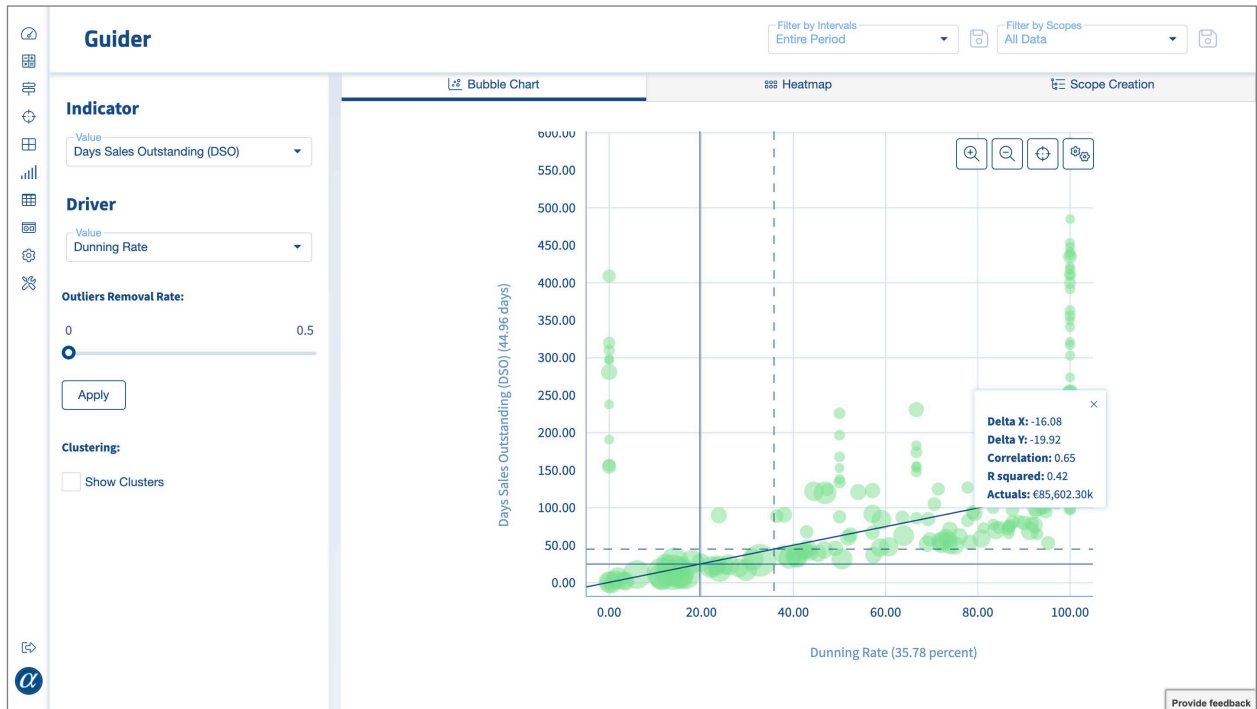 Guider
Filter by Intervals
Entire Period
Filter by Scopes
All Data
Indicator
Value
Days Sales Outstanding (DSO)
Driver
Value
Dunning Rate
Outliers Removal Rate:
0 0.5
Apply
Clustering:
Show Clusters
Bubble Chart
Heatmap
Scope Creation
600.00
550.00
500.00
450.00
400.00
350.00
300.00
250.00
200.00
150.00
100.00
50.00
0.00
Days Sales Outstanding (DSO) (44.96 days)
×
Delta X: -16.08
Delta Y: -19.92
Correlation: 0.65
R squared: 0.42
Actuals: €85,602.30k
0.00 20.00 40.00 60.00 80.00 100.00
Dunning Rate (35.78 percent)
α
Provide feedback